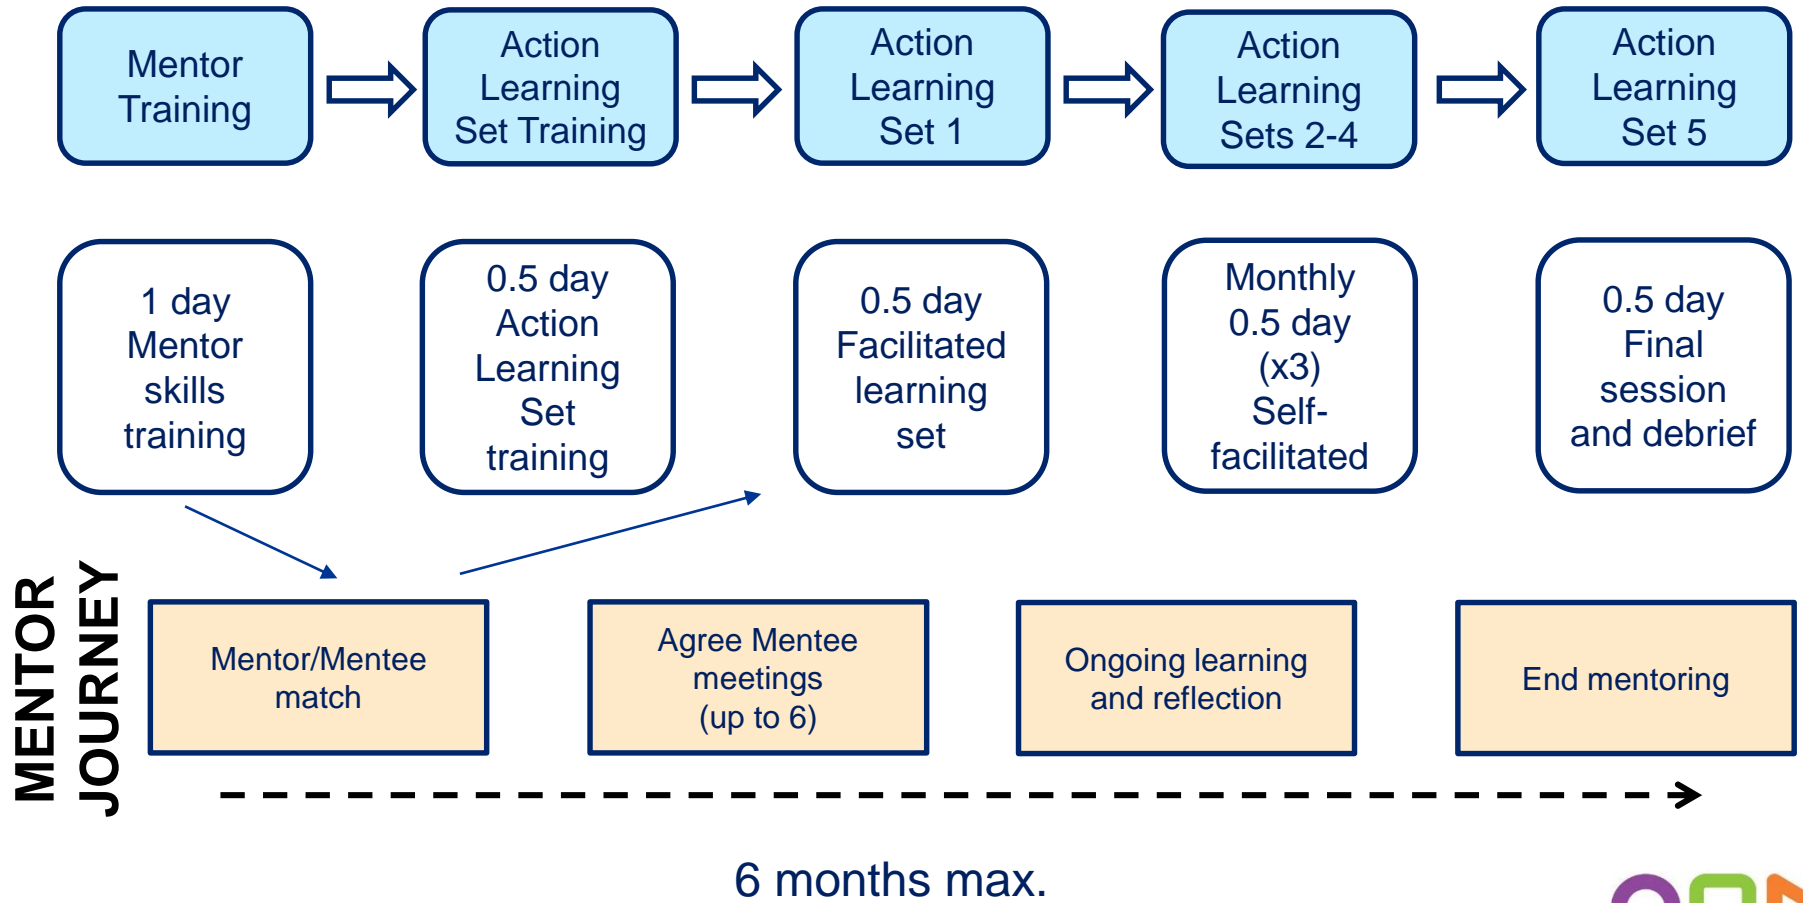 Mentor
Training
Action
Learning
Set Training
Action
Learning
Set 1
Action
Learning
Sets 2-4
Action
Learning
Set 5
1 day
Mentor
skills
training
0.5 day
Action
Learning
Set
training
0.5 day
Facilitated
learning
set
Monthly
0.5 day
(x3)
Self-
facilitated
0.5 day
Final
session
and debrief
MENTOR
JOURNEY
Mentor/Mentee
match
Agree Mentee
meetings
(up to 6)
Ongoing learning
and reflection
End mentoring
6 months max.